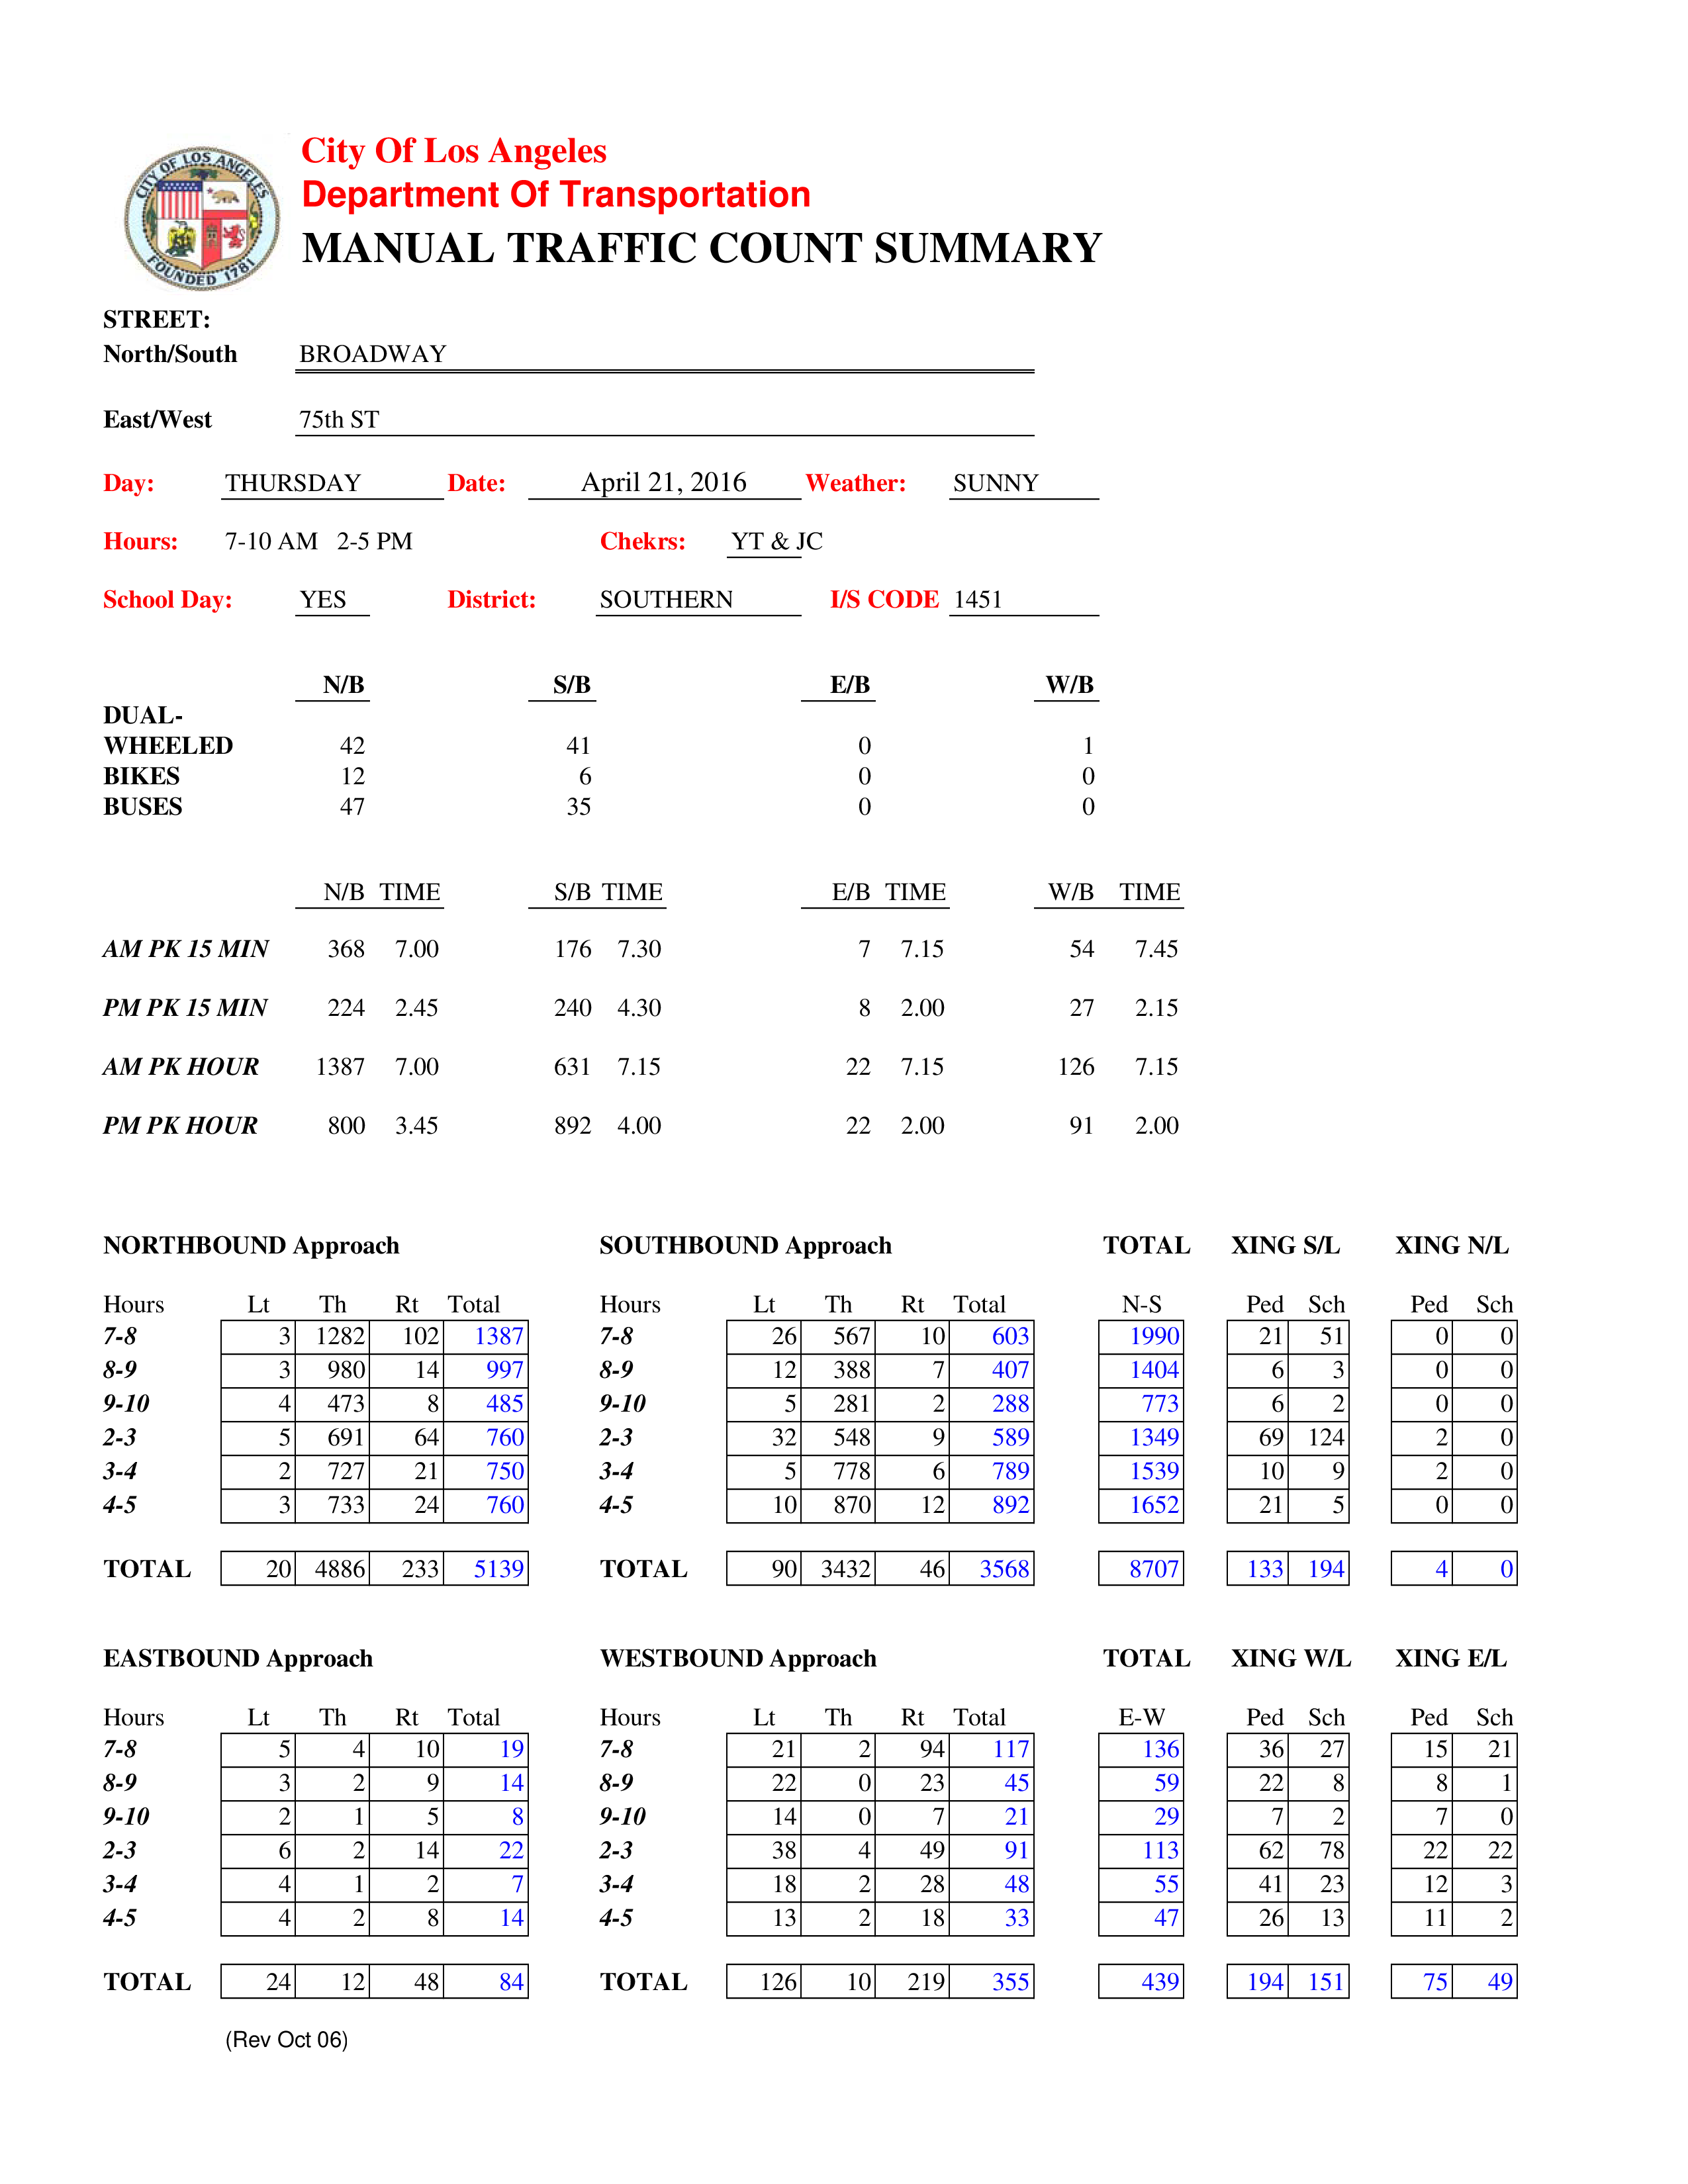 CITY OF LOS ANGELES
FOUNDED 1781
City Of Los Angeles
Department Of Transportation
MANUAL TRAFFIC COUNT SUMMARY
STREET:
North/South BROADWAY
East/West 75th ST
Day: THURSDAY Date: April 21, 2016 Weather: SUNNY
Hours: 7-10 AM 2-5 PM Chekrs: YT & JC
School Day: YES District: SOUTHERN I/S CODE 1451
N/B S/B E/B W/B
DUAL-
WHEELED 42 41 0 1
BIKES 12 6 0 0
BUSES 47 35 0 0
N/B TIME S/B TIME E/B TIME W/B TIME
AM PK 15 MIN 368 7.00 176 7.30 7 7.15 54 7.45
PM PK 15 MIN 224 2.45 240 4.30 8 2.00 27 2.15
AM PK HOUR 1387 7.00 631 7.15 22 7.15 126 7.15
PM PK HOUR 800 3.45 892 4.00 22 2.00 91 2.00
NORTHBOUND Approach SOUTHBOUND Approach TOTAL XING S/L XING N/L
Hours Lt Th Rt Total Hours Lt Th Rt Total N-S Ped Sch Ped Sch
7-8 3 1282 102 1387 7-8 26 567 10 603 1990 21 51 0 0
8-9 3 980 14 997 8-9 12 388 7 407 1404 6 3 0 0
9-10 4 473 8 485 9-10 5 281 2 288 773 6 2 0 0
2-3 5 691 64 760 2-3 32 548 9 589 1349 69 124 2 0
3-4 2 727 21 750 3-4 5 778 6 789 1539 10 9 2 0
4-5 3 733 24 760 4-5 10 870 12 892 1652 21 5 0 0
TOTAL 20 4886 233 5139 TOTAL 90 3432 46 3568 8707 133 194 4 0
EASTBOUND Approach WESTBOUND Approach TOTAL XING W/L XING E/L
Hours Lt Th Rt Total Hours Lt Th Rt Total E-W Ped Sch Ped Sch
7-8 5 4 10 19 7-8 21 2 94 117 136 36 27 15 21
8-9 3 2 9 14 8-9 22 0 23 45 59 22 8 8 1
9-10 2 1 5 8 9-10 14 0 7 21 29 7 2 7 0
2-3 6 2 14 22 2-3 38 4 49 91 113 62 78 22 22
3-4 4 1 2 7 3-4 18 2 28 48 55 41 23 12 3
4-5 4 2 8 14 4-5 13 2 18 33 47 26 13 11 2
TOTAL 24 12 48 84 TOTAL 126 10 219 355 439 194 151 75 49
(Rev Oct 06)